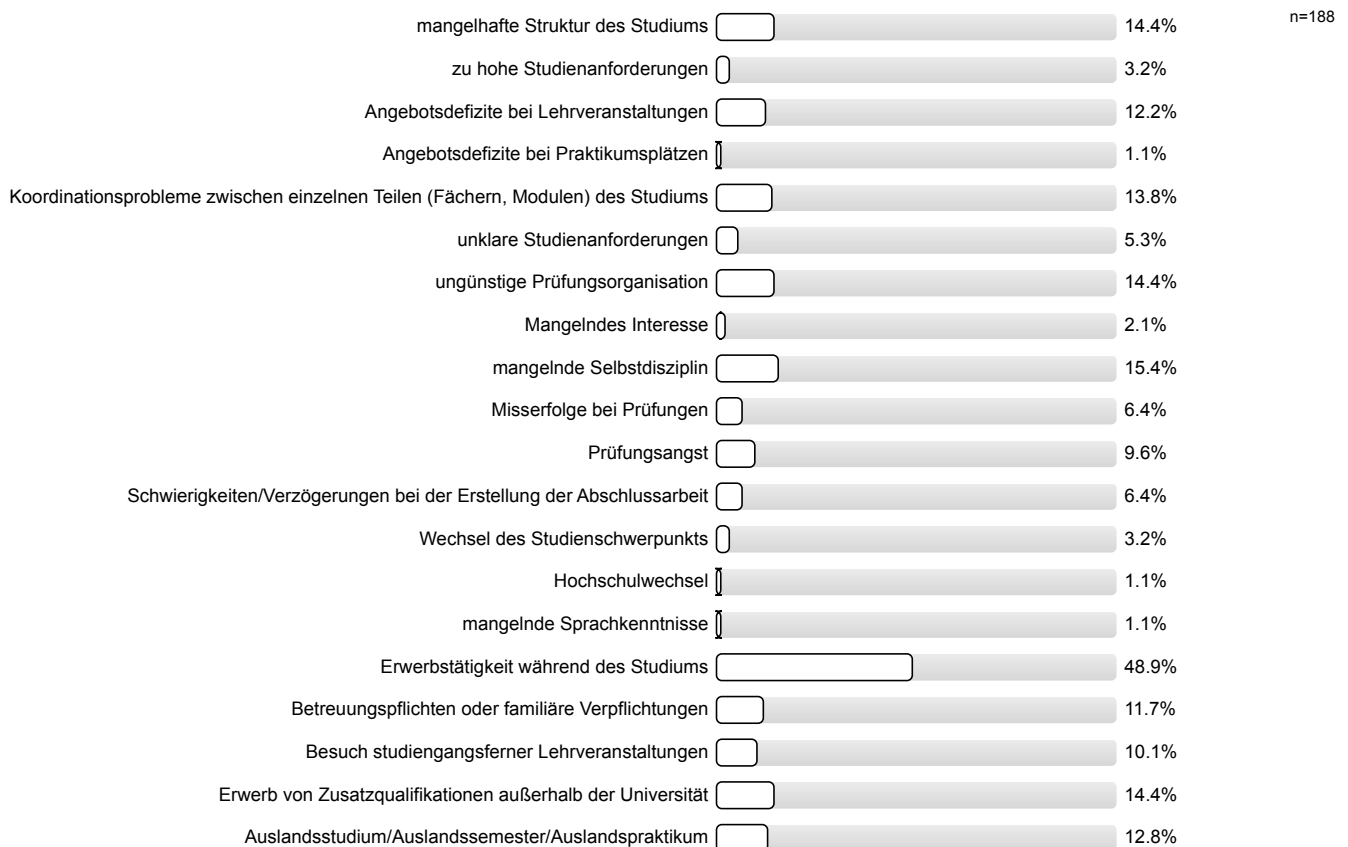 n=188
mangelhafte Struktur des Studiums 14.4%
zu hohe Studienanforderungen 3.2%
Angebotsdefizite bei Lehrveranstaltungen 12.2%
Angebotsdefizite bei Praktikumsplätzen 1.1%
Koordinationsprobleme zwischen einzelnen Teilen (Fächern, Modulen) des Studiums 13.8%
unklare Studienanforderungen 5.3%
ungünstige Prüfungsorganisation 14.4%
Mangelndes Interesse 2.1%
mangelnde Selbstdisziplin 15.4%
Misserfolge bei Prüfungen 6.4%
Prüfungsangst 9.6%
Schwierigkeiten/Verzögerungen bei der Erstellung der Abschlussarbeit 6.4%
Wechsel des Studienschwerpunkts 3.2%
Hochschulwechsel 1.1%
mangelnde Sprachkenntnisse 1.1%
Erwerbstätigkeit während des Studiums 48.9%
Betreuungspflichten oder familiäre Verpflichtungen 11.7%
Besuch studiengangsferner Lehrveranstaltungen 10.1%
Erwerb von Zusatzqualifikationen außerhalb der Universität 14.4%
Auslandsstudium/Auslandssemester/Auslandspraktikum 12.8%